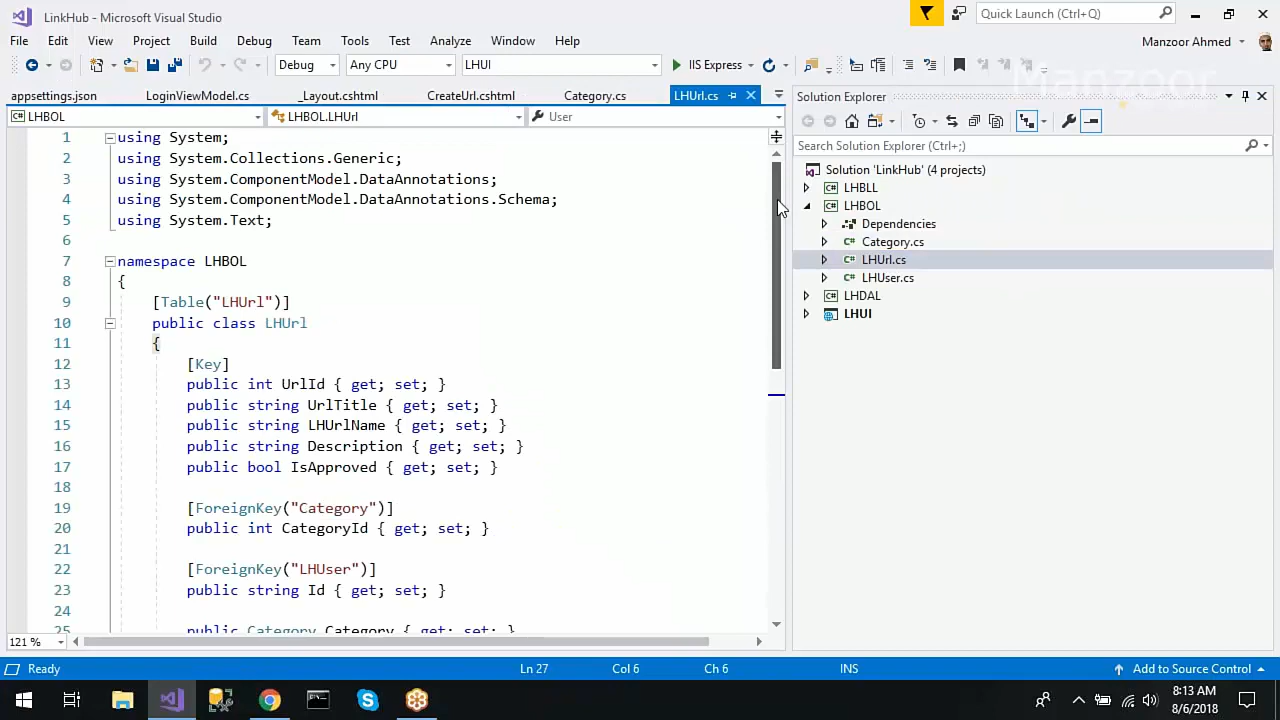 LinkHub - Microsoft Visual Studio
Quick Launch (Ctrl+Q)
File Edit View Project Build Debug Team Tools Test Analyze Window Help
Manzoor Ahmed
Debug Any CPU LHUI IIS Express
Manzoor
appsettings.json LoginViewModel.cs _Layout.cshtml CreateUrl.cshtml Category.cs LHUrl.cs
Solution Explorer
LHBOL LHBOL.LHUrl User
1 using System;
2 using System.Collections.Generic;
3 using System.ComponentModel.DataAnnotations;
4 using System.ComponentModel.DataAnnotations.Schema;
5 using System.Text;
6
7 namespace LHBOL
8 {
9 [Table("LHUrl")]
10 public class LHUrl
11 {
12 [Key]
13 public int UrlId { get; set; }
14 public string UrlTitle { get; set; }
15 public string LHUrlName { get; set; }
16 public string Description { get; set; }
17 public bool IsApproved { get; set; }
18
19 [ForeignKey("Category")]
20 public int CategoryId { get; set; }
21
22 [ForeignKey("LHUser")]
23 public string Id { get; set; }
24
25 public Category Category { get; set; }
Search Solution Explorer (Ctrl+;)
Solution 'LinkHub' (4 projects)
LHBLL
LHBOL
Dependencies
Category.cs
LHUrl.cs
LHUser.cs
LHDAL
LHUI
121 %
Ready Ln 27 Col 6 Ch 6 INS Add to Source Control
8:13 AM
8/6/2018